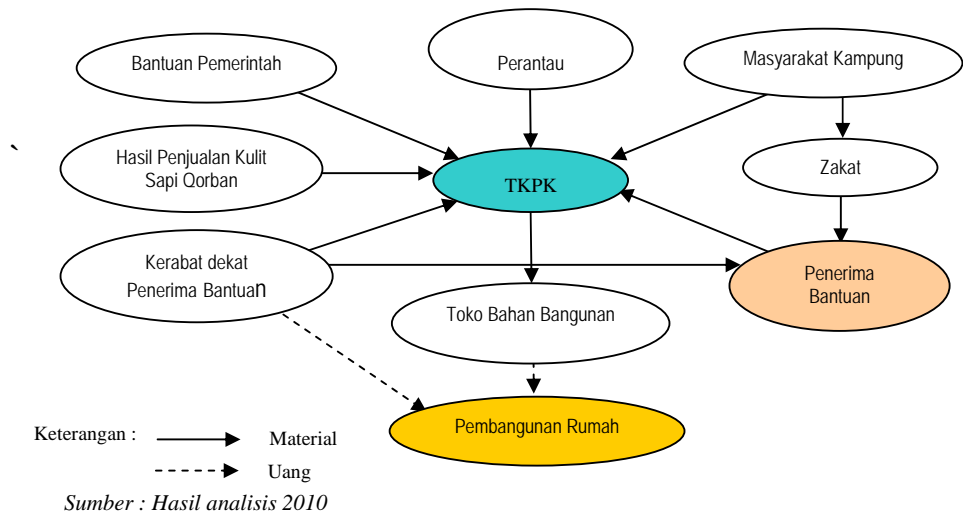 Bantuan Pemerintah
Perantau
Masyarakat Kampung
`
Hasil Penjualan Kulit
Sapi Qorban
TKPK
Zakat
Kerabat dekat
Penerima Bantuan
Penerima
Bantuan
Toko Bahan Bangunan
Pembangunan Rumah
Keterangan :
Material
Uang
Sumber : Hasil analisis 2010